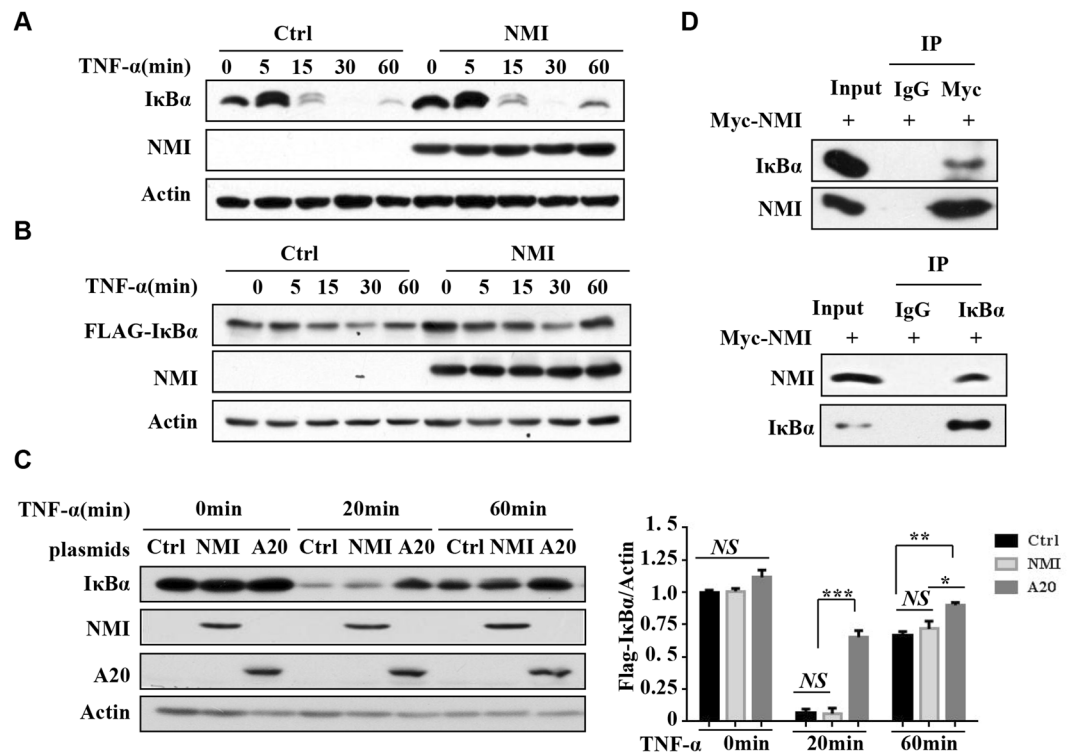 A
Ctrl NMI
TNF-α(min) 0 5 15 30 60 0 5 15 30 60
IκBα
NMI
Actin
B
Ctrl NMI
TNF-α(min) 0 5 15 30 60 0 5 15 30 60
FLAG-IκBα
NMI
Actin
C
TNF-α(min) 0min 20min 60min
plasmids Ctrl NMI A20 Ctrl NMI A20 Ctrl NMI A20
IκBα
NMI
A20
Actin
Flag-IκBα/Actin
1.5
1.25
1.0
0.75
0.5
0.25
0
NS
NS
***
NS
**
*
TNF-α 0min 20min 60min
Ctrl
NMI
A20
D
IP
Input IgG Myc
Myc-NMI + + +
IκBα
NMI
IP
Input IgG IκBα
Myc-NMI + + +
NMI
IκBα